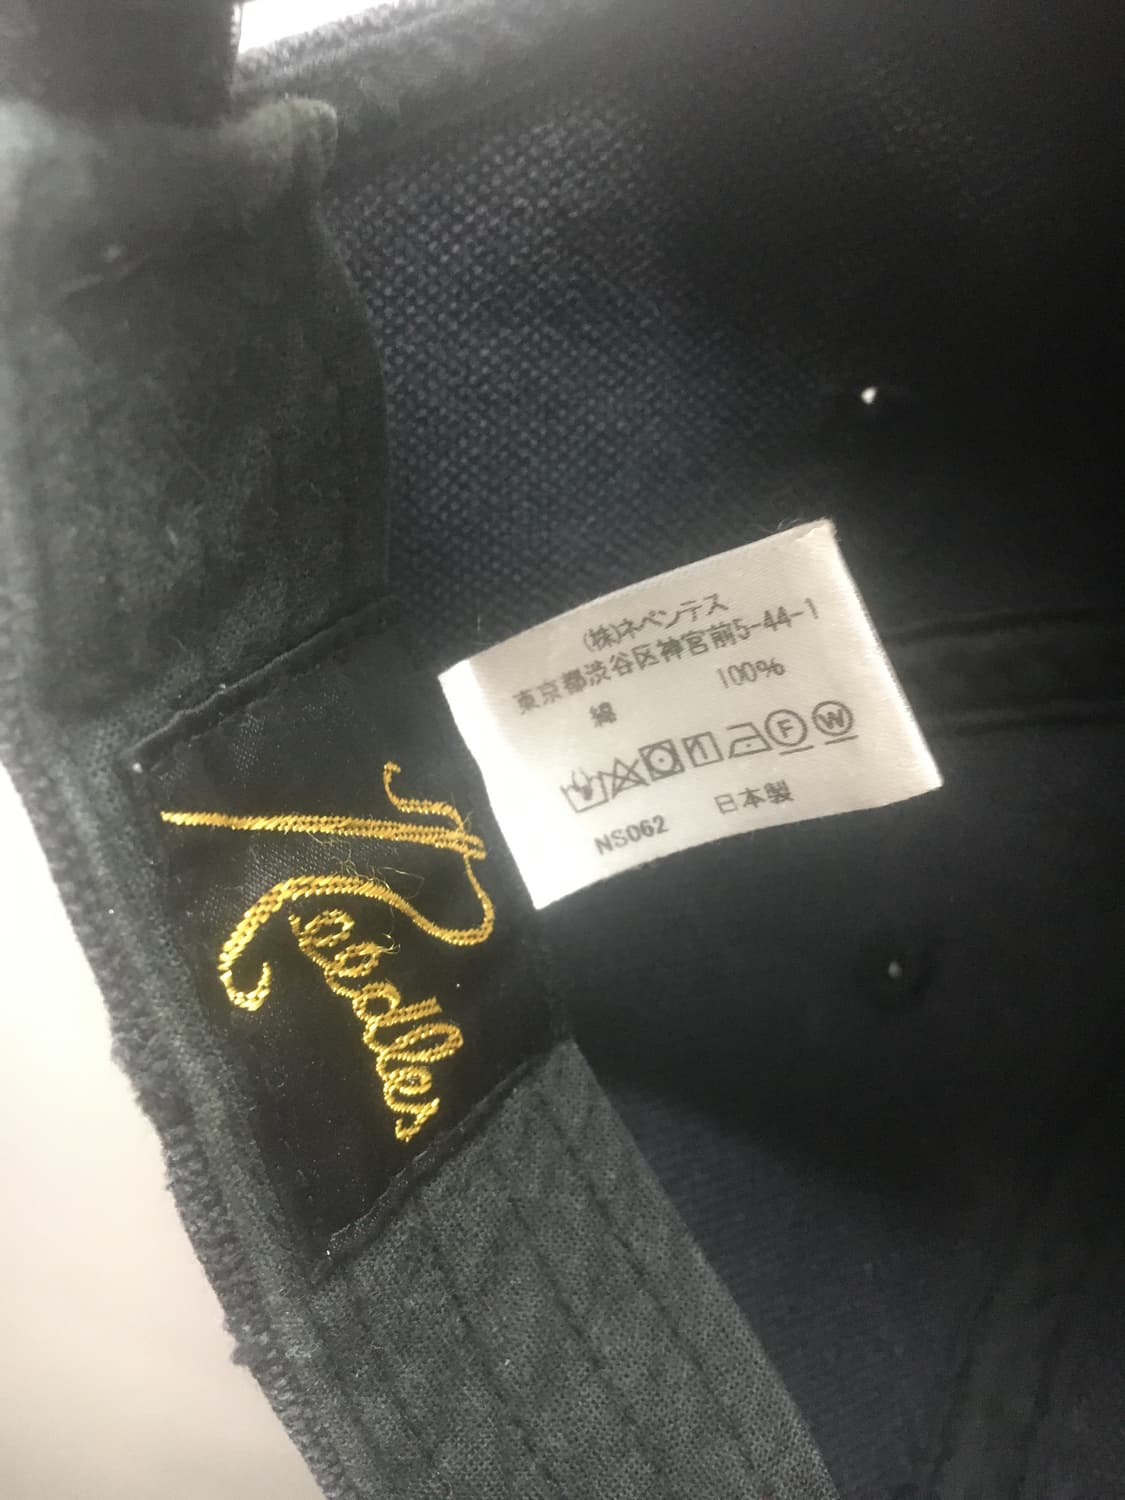 (株)ネペンテス
東京都渋谷区神宮前5-44-1
綿 100%
F W
日本製
NS062
Needles